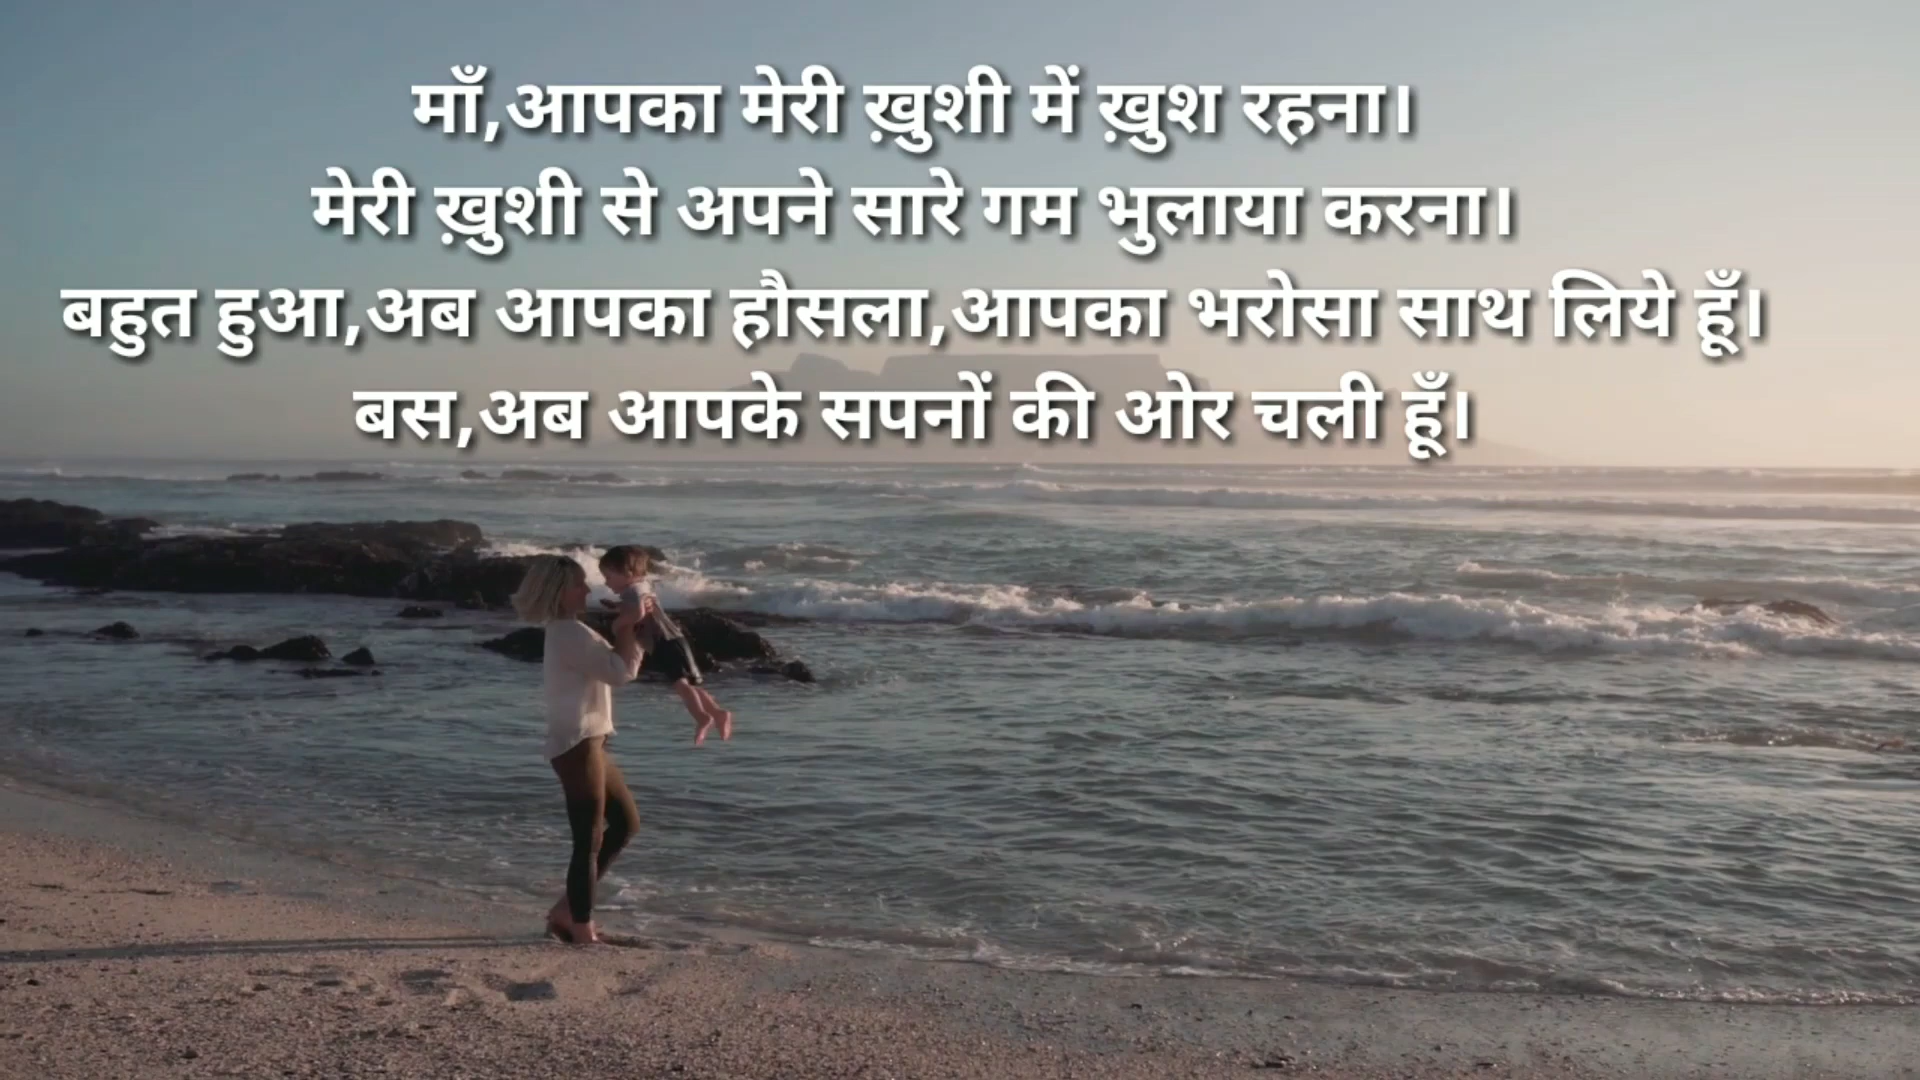 माँ,आपका मेरी ख़ुशी में ख़ुश रहना।
मेरी ख़ुशी से अपने सारे गम भुलाया करना।
बहुत हुआ,अब आपका हौसला,आपका भरोसा साथ लिये हूँ।
बस,अब आपके सपनों की ओर चली हूँ।